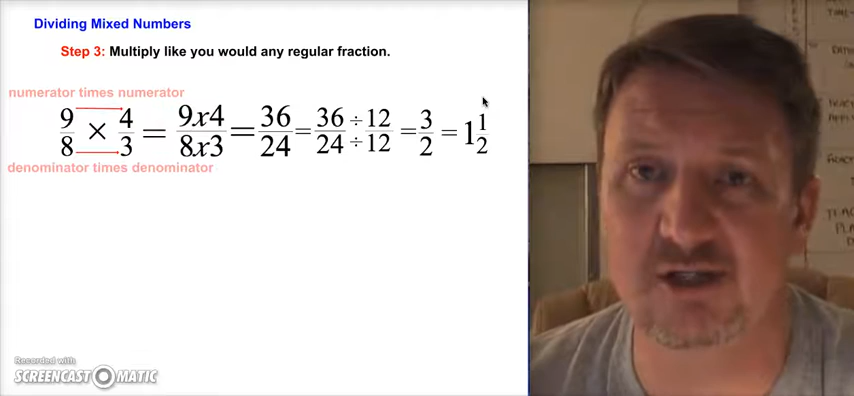 Dividing Mixed Numbers
Step 3: Multiply like you would any regular fraction.
numerator times numerator
9/8 × 4/3 = 9x4/8x3 = 36/24 = 36 ÷ 12/24 ÷ 12 = 3/2 = 1 1/2
denominator times denominator
Recorded with
SCREENCAST-O-MATIC